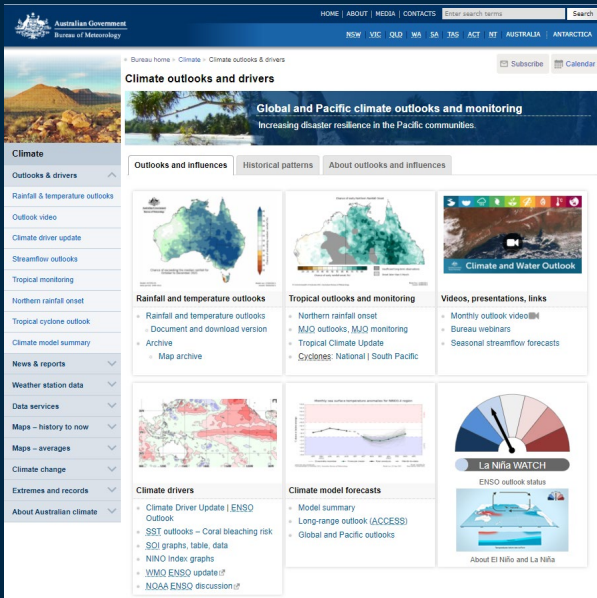 HOME | ABOUT | MEDIA | CONTACTS
Enter search terms
Search
Australian Government
Bureau of Meteorology
NSW VIC QLD WA SA TAS ACT NT AUSTRALIA ANTARCTICA
Bureau home > Climate > Climate outlooks & drivers
Subscribe
Calendar
Climate outlooks and drivers
Global and Pacific climate outlooks and monitoring
Increasing disaster resilience in the Pacific communities.
Climate
Outlooks & drivers
Rainfall & temperature outlooks
Outlook video
Climate driver update
Streamflow outlooks
Tropical monitoring
Northern rainfall onset
Tropical cyclone outlook
Climate model summary
News & reports
Weather station data
Data services
Maps – history to now
Maps – averages
Climate change
Extremes and records
About Australian climate
Outlooks and influences
Historical patterns
About outlooks and influences
Rainfall and temperature outlooks
Rainfall and temperature outlooks
Document and download version
Archive
Map archive
Tropical outlooks and monitoring
Northern rainfall onset
MJO outlooks, MJO monitoring
Tropical Climate Update
Cyclones: National | South Pacific
Climate and Water Outlook
Videos, presentations, links
Monthly outlook video
Bureau webinars
Seasonal streamflow forecasts
Climate drivers
Climate Driver Update | ENSO
Outlook
SST outlooks – Coral bleaching risk
SOI graphs, table, data
NINO Index graphs
WMO ENSO update
NOAA ENSO discussion
Climate model forecasts
Model summary
Long-range outlook (ACCESS)
Global and Pacific outlooks
La Niña WATCH
ENSO outlook status
About El Niño and La Niña